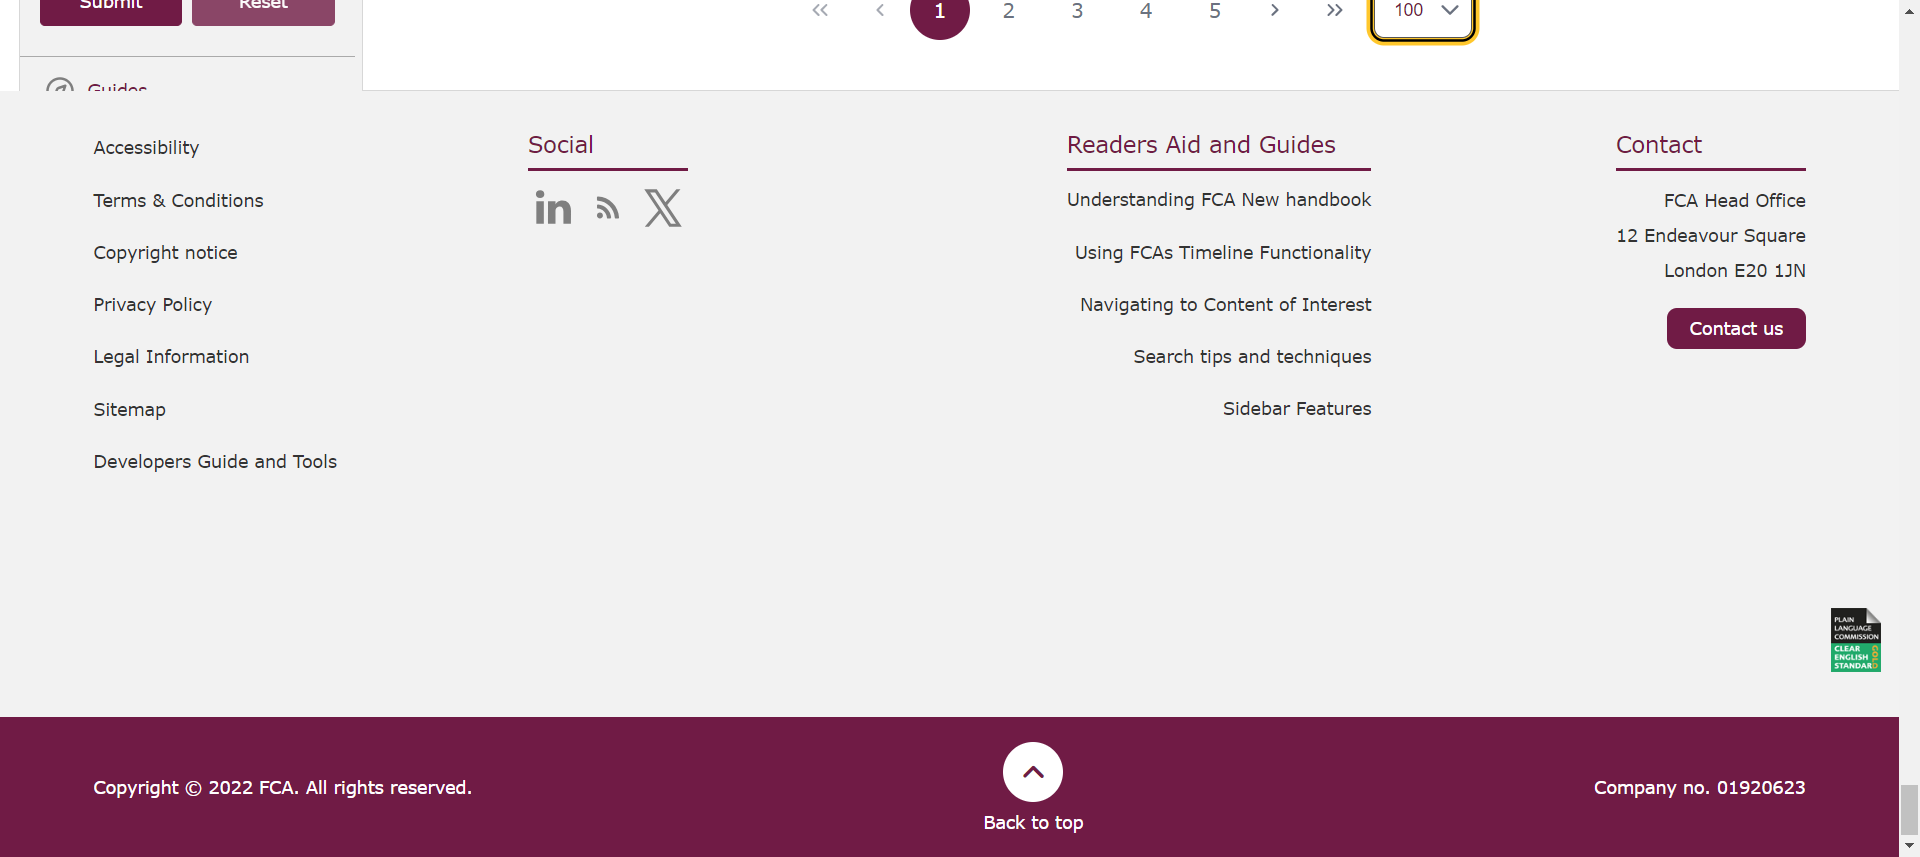 Submit Reset
1 2 3 4 5 100
Guides
Accessibility
Terms & Conditions
Copyright notice
Privacy Policy
Legal Information
Sitemap
Developers Guide and Tools
Social
Readers Aid and Guides
Understanding FCA New handbook
Using FCAs Timeline Functionality
Navigating to Content of Interest
Search tips and techniques
Sidebar Features
Contact
FCA Head Office
12 Endeavour Square
London E20 1JN
Contact us
PLAIN
LANGUAGE
COMMISSION
CLEAR
ENGLISH
STANDARD
GOLD
Copyright © 2022 FCA. All rights reserved.
Back to top
Company no. 01920623